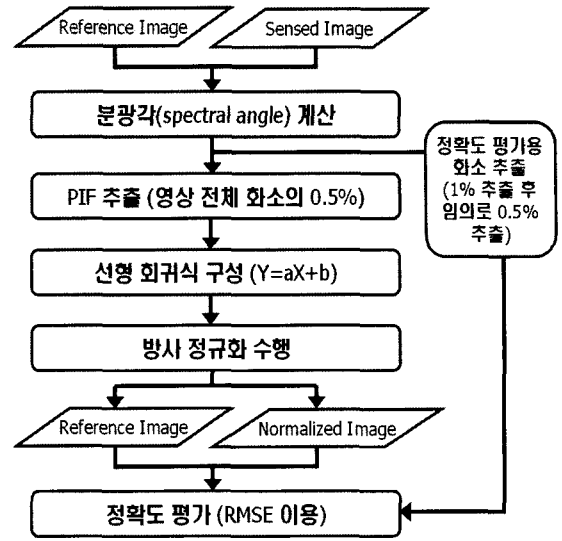 Reference Image
Sensed Image
분광각(spectral angle) 계산
정확도 평가용
화소 추출
(1% 추출 후
임의로 0.5%
추출)
PIF 추출 (영상 전체 화소의 0.5%)
선형 회귀식 구성 (Y=aX+b)
방사 정규화 수행
Reference Image
Normalized Image
정확도 평가 (RMSE 이용)